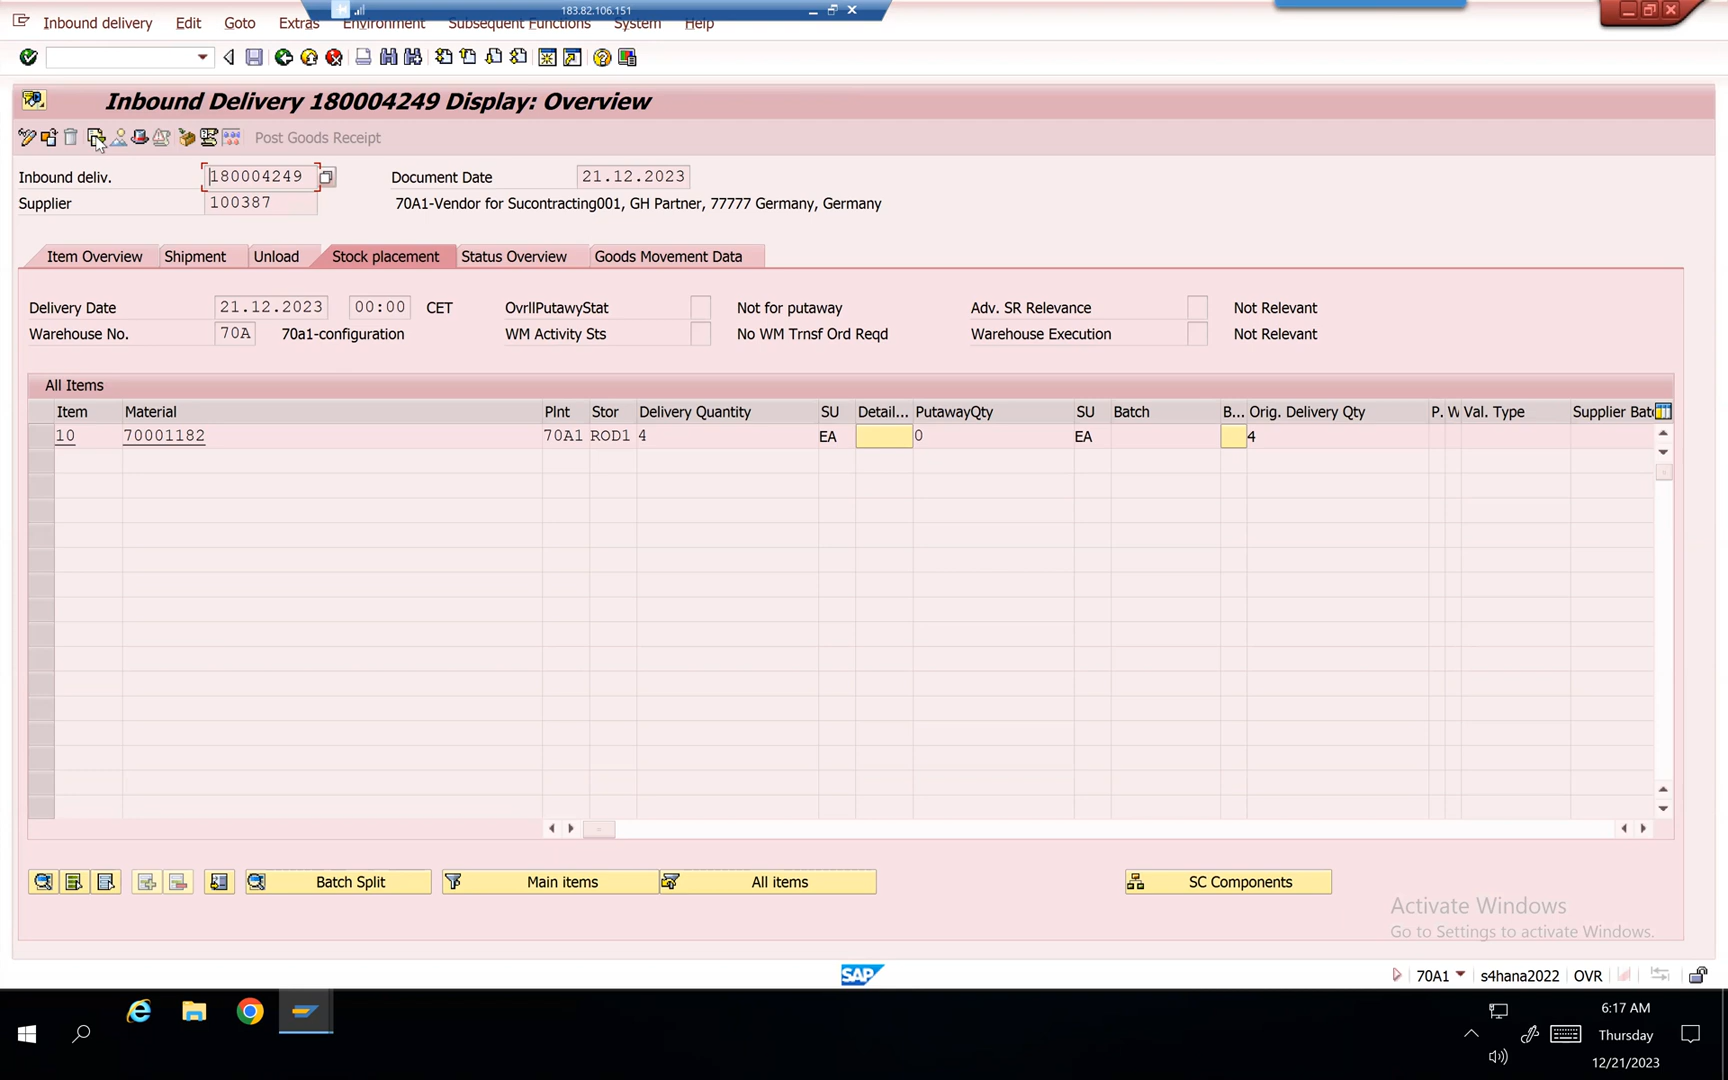 183.82.106.151
Inbound delivery Edit Goto Extras Environment Subsequent Functions System Help
Inbound Delivery 180004249 Display: Overview
Post Goods Receipt
Inbound deliv. 180004249 Document Date 21.12.2023
Supplier 100387 70A1-Vendor for Sucontracting001, GH Partner, 77777 Germany, Germany
Item Overview Shipment Unload Stock placement Status Overview Goods Movement Data
Delivery Date 21.12.2023 00:00 CET OvrllPutawyStat Not for putaway Adv. SR Relevance Not Relevant
Warehouse No. 70A 70a1-configuration WM Activity Sts No WM Trnsf Ord Reqd Warehouse Execution Not Relevant
All Items
Item Material Plnt Stor Delivery Quantity SU Detail... PutawayQty SU Batch B... Orig. Delivery Qty P. W Val. Type Supplier Bat
10 70001182 70A1 ROD1 4 EA 0 EA 4
Batch Split Main items All items SC Components
Activate Windows
Go to Settings to activate Windows.
SAP 70A1 s4hana2022 OVR
6:17 AM
Thursday
12/21/2023